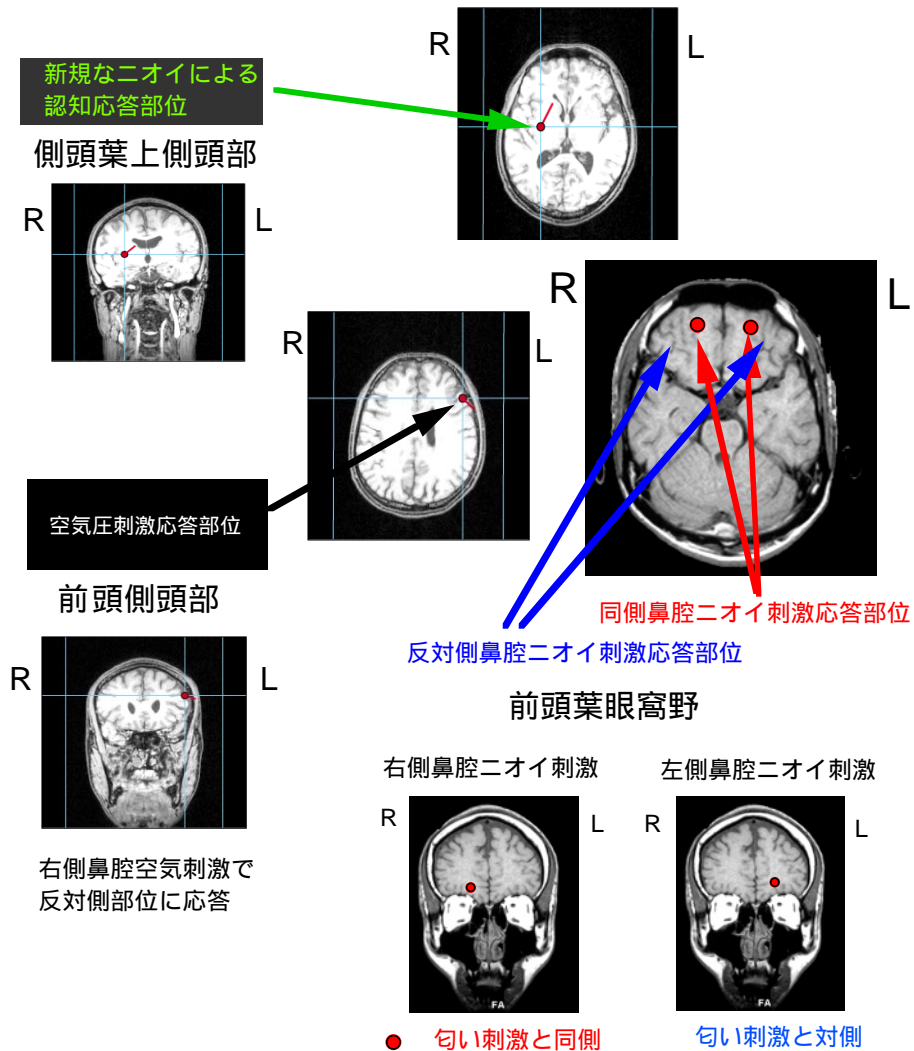 R
L
新規なニオイによる
認知応答部位
側頭葉上側頭部
R
L
R
L
R
L
空気圧刺激応答部位
前頭側頭部
同側鼻腔ニオイ刺激応答部位
反対側鼻腔ニオイ刺激応答部位
R
L
前頭葉眼窩野
右側鼻腔ニオイ刺激
左側鼻腔ニオイ刺激
R
L
R
L
右側鼻腔空気刺激で
反対側部位に応答
FA
FA
匂い刺激と同側
匂い刺激と対側